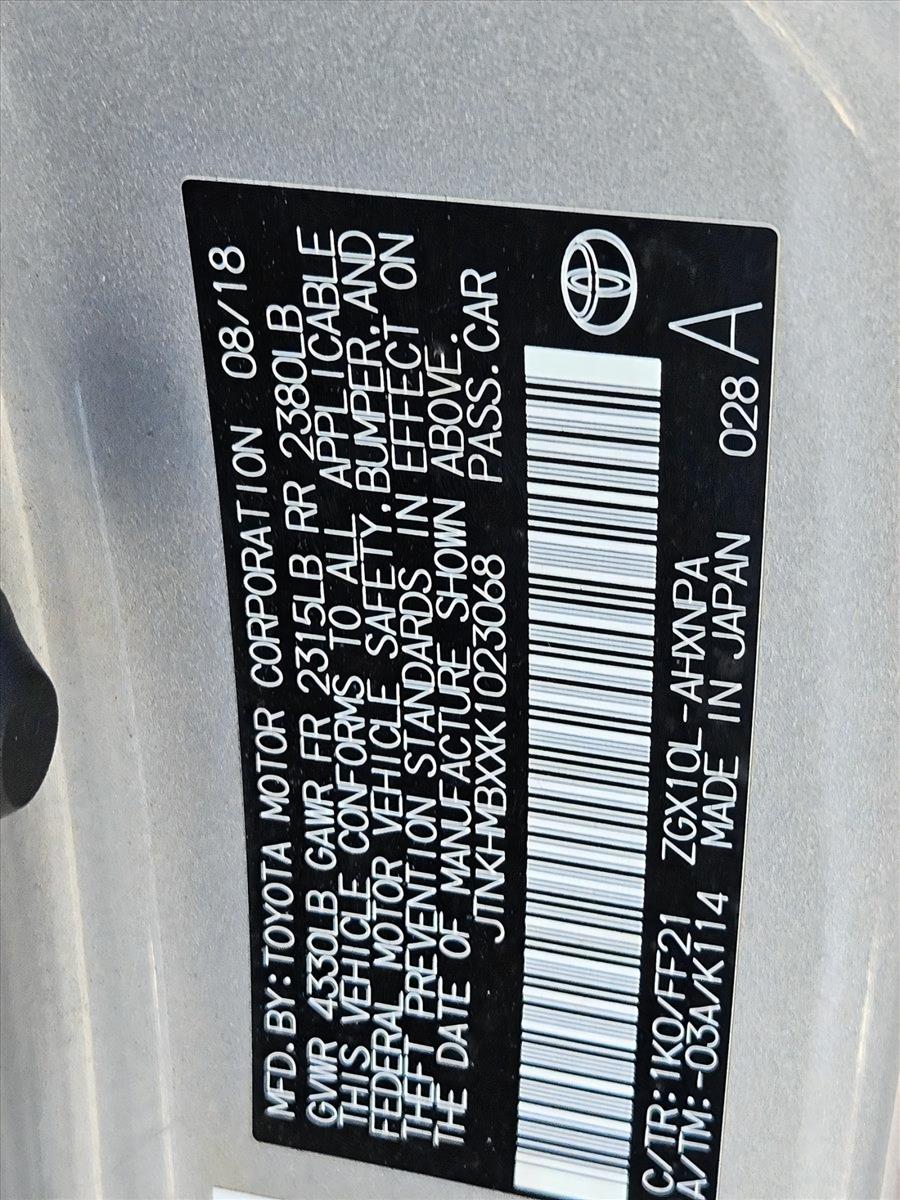 MFD. BY: TOYOTA MOTOR CORPORATION 08/18
GVWR 4330LB GAWR FR 2315LB RR 2380LB
THIS VEHICLE CONFORMS TO ALL APPLICABLE
FEDERAL MOTOR VEHICLE SAFETY, BUMPER, AND
THEFT PREVENTION STANDARDS IN EFFECT ON
THE DATE OF MANUFACTURE SHOWN ABOVE.
JTNKHMBXXK1023068 PASS. CAR
C/TR: 1K0/FF21 ZGX10L-AHXNPA 028 A
A/TM: -03A/K114 MADE IN JAPAN